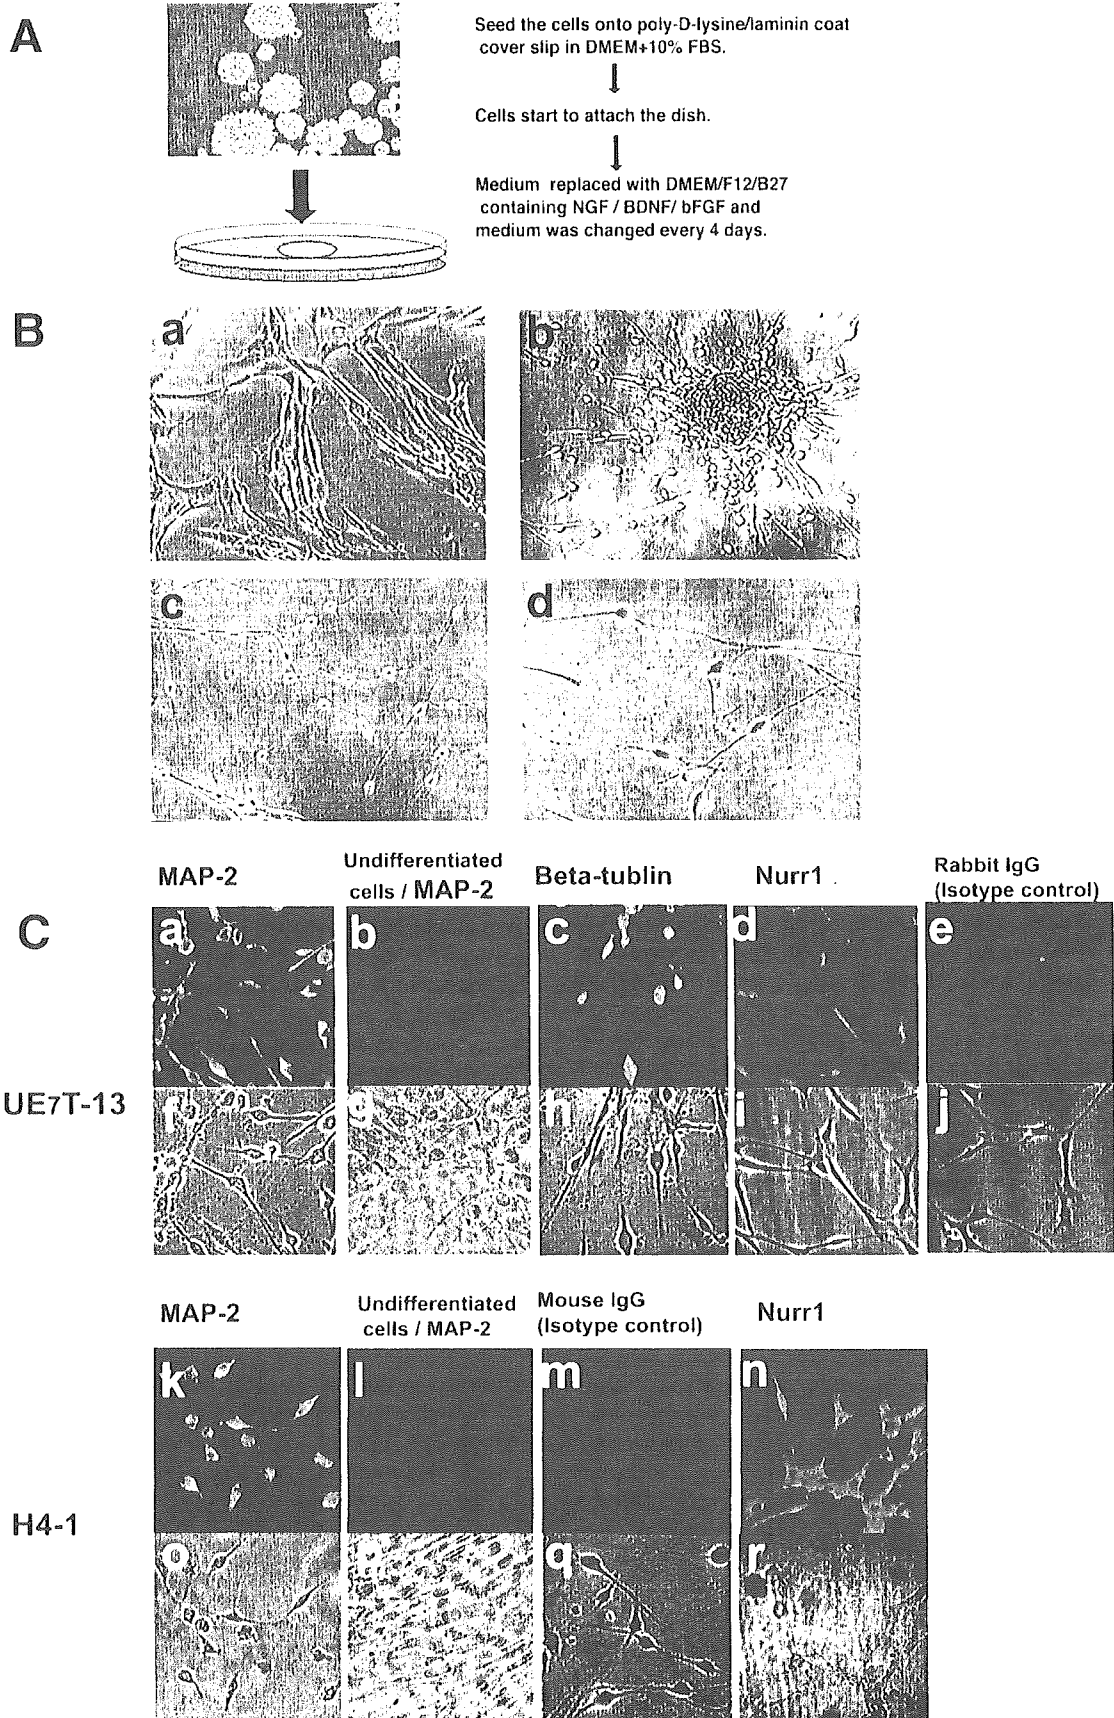 A
Seed the cells onto poly-D-lysine/laminin coat
cover slip in DMEM+10% FBS.
Cells start to attach the dish.
Medium replaced with DMEM/F12/B27
containing NGF / BDNF/ bFGF and
medium was changed every 4 days.
B
a
b
c
d
MAP-2
Undifferentiated
cells / MAP-2
Beta-tublin
Nurr1
Rabbit IgG
(Isotype control)
C
a
b
c
d
e
UE7T-13
f
g
h
i
j
MAP-2
Undifferentiated
cells / MAP-2
Mouse IgG
(Isotype control)
Nurr1
k
l
m
n
H4-1
o
p
q
r